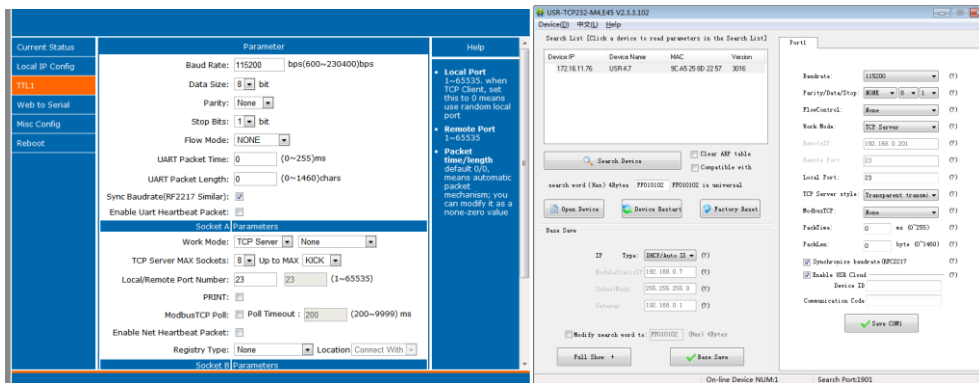 Current Status
Local IP Config
TTL1
Web to Serial
Misc Config
Reboot
Parameter
Baud Rate: 115200 bps(600~230400)bps
Data Size: 8 bit
Parity: None
Stop Bits: 1 bit
Flow Mode: NONE
UART Packet Time: 0 (0~255)ms
UART Packet Length: 0 (0~1460)chars
Sync Baudrate(RF2217 Similar):
Enable Uart Heartbeat Packet:
Socket A Parameters
Work Mode: TCP Server None
TCP Server MAX Sockets: 8 Up to MAX KICK
Local/Remote Port Number: 23 23 (1~65535)
PRINT:
ModbusTCP Poll: Poll Timeout : 200 (200~9999) ms
Enable Net Heartbeat Packet:
Registry Type: None Location Connect With
Socket B Parameters
Help
• Local Port
1~65535. when
TCP Client, set
this to 0 means
use random local
port
• Remote Port
1~65535
• Packet
time/length
default 0/0,
means automatic
packet
mechanism; you
can modify it as a
none-zero value
USR-TCP232-M4,E45 V2.3.3.102
Device(D) 中文(L) Help
Search List [Click a device to read parameters in the Search List]
Device IP Device Name MAC Version
172.16.11.76 USR-K7 9C A5 25 8D 22 57 3016
Search Device
Clear ARP table
Compatible with
search word (Hex) 4Bytes FF010102 FF010102 is univeral
Open Device Device Restart Factory Reset
Base Save
IP Type: DHCP/Auto ID (?)
ModuleStaticIP 192.168.0.7 (?)
SubnetMask: 255.255.255.0 (?)
Gateway: 192.168.0.1 (?)
Modify search word to: FF010102 (Hex) 4Bytes
Full Show + Base Save
Port1
Baudrate: 115200 (?)
Parity/Data/Stop: NONE 8 1 (?)
FlowControl: None (?)
Work Mode: TCP Server (?)
RemoteIP: 192.168.0.201 (?)
Remote Port: 23 (?)
Local Port: 23 (?)
TCP Server style: Transparent transmi (?)
ModbusTCP: None (?)
PackTime: 0 ms (0~255) (?)
PackLen: 0 byte (0~1460) (?)
Synchronize baudrate(RFC2217 (?)
Enable USR Cloud (?)
Device ID
Communication Code
Save COM1
On-line Device NUM:1 Search Port:1901